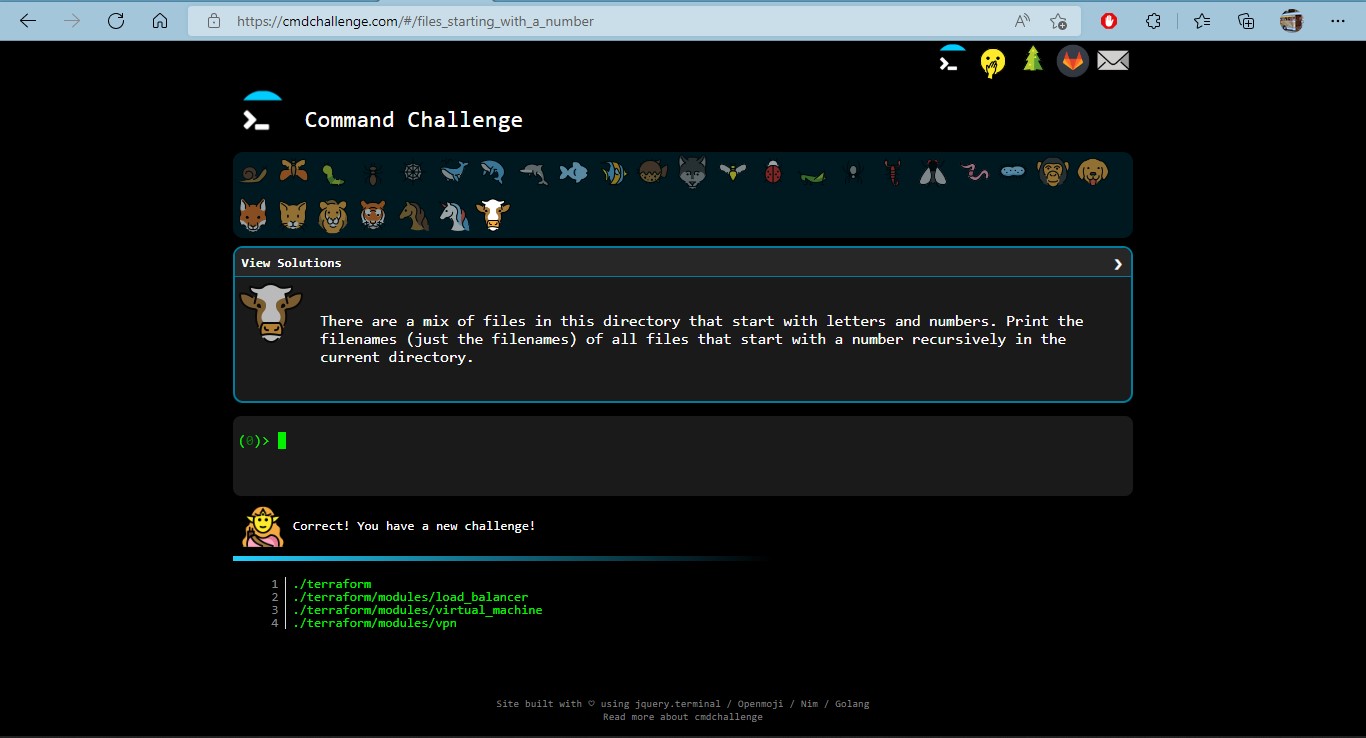 https://cmdchallenge.com/#/files_starting_with_a_number
Command Challenge
View Solutions
There are a mix of files in this directory that start with letters and numbers. Print the
filenames (just the filenames) of all files that start with a number recursively in the
current directory.
(0)>
Correct! You have a new challenge!
1 ./terraform
2 ./terraform/modules/load_balancer
3 ./terraform/modules/virtual_machine
4 ./terraform/modules/vpn
Site built with ♡ using jquery.terminal / Openmoji / Nim / Golang
Read more about cmdchallenge